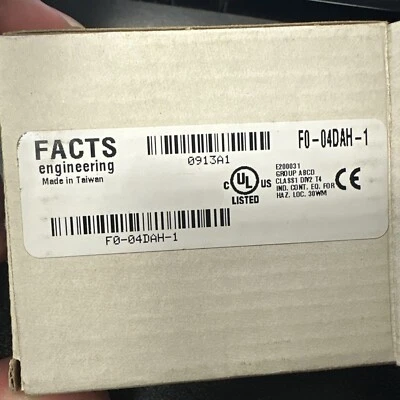 FACTS
engineering
Made in Taiwan
0913A1
F0-04DAH-1
F0-04DAH-1
C UL US
LISTED
E200031
GROUP ABCD
CLASS1 DIV2 T4
IND. CONT. EQ. FOR
HAZ. LOC. 30WM
CE